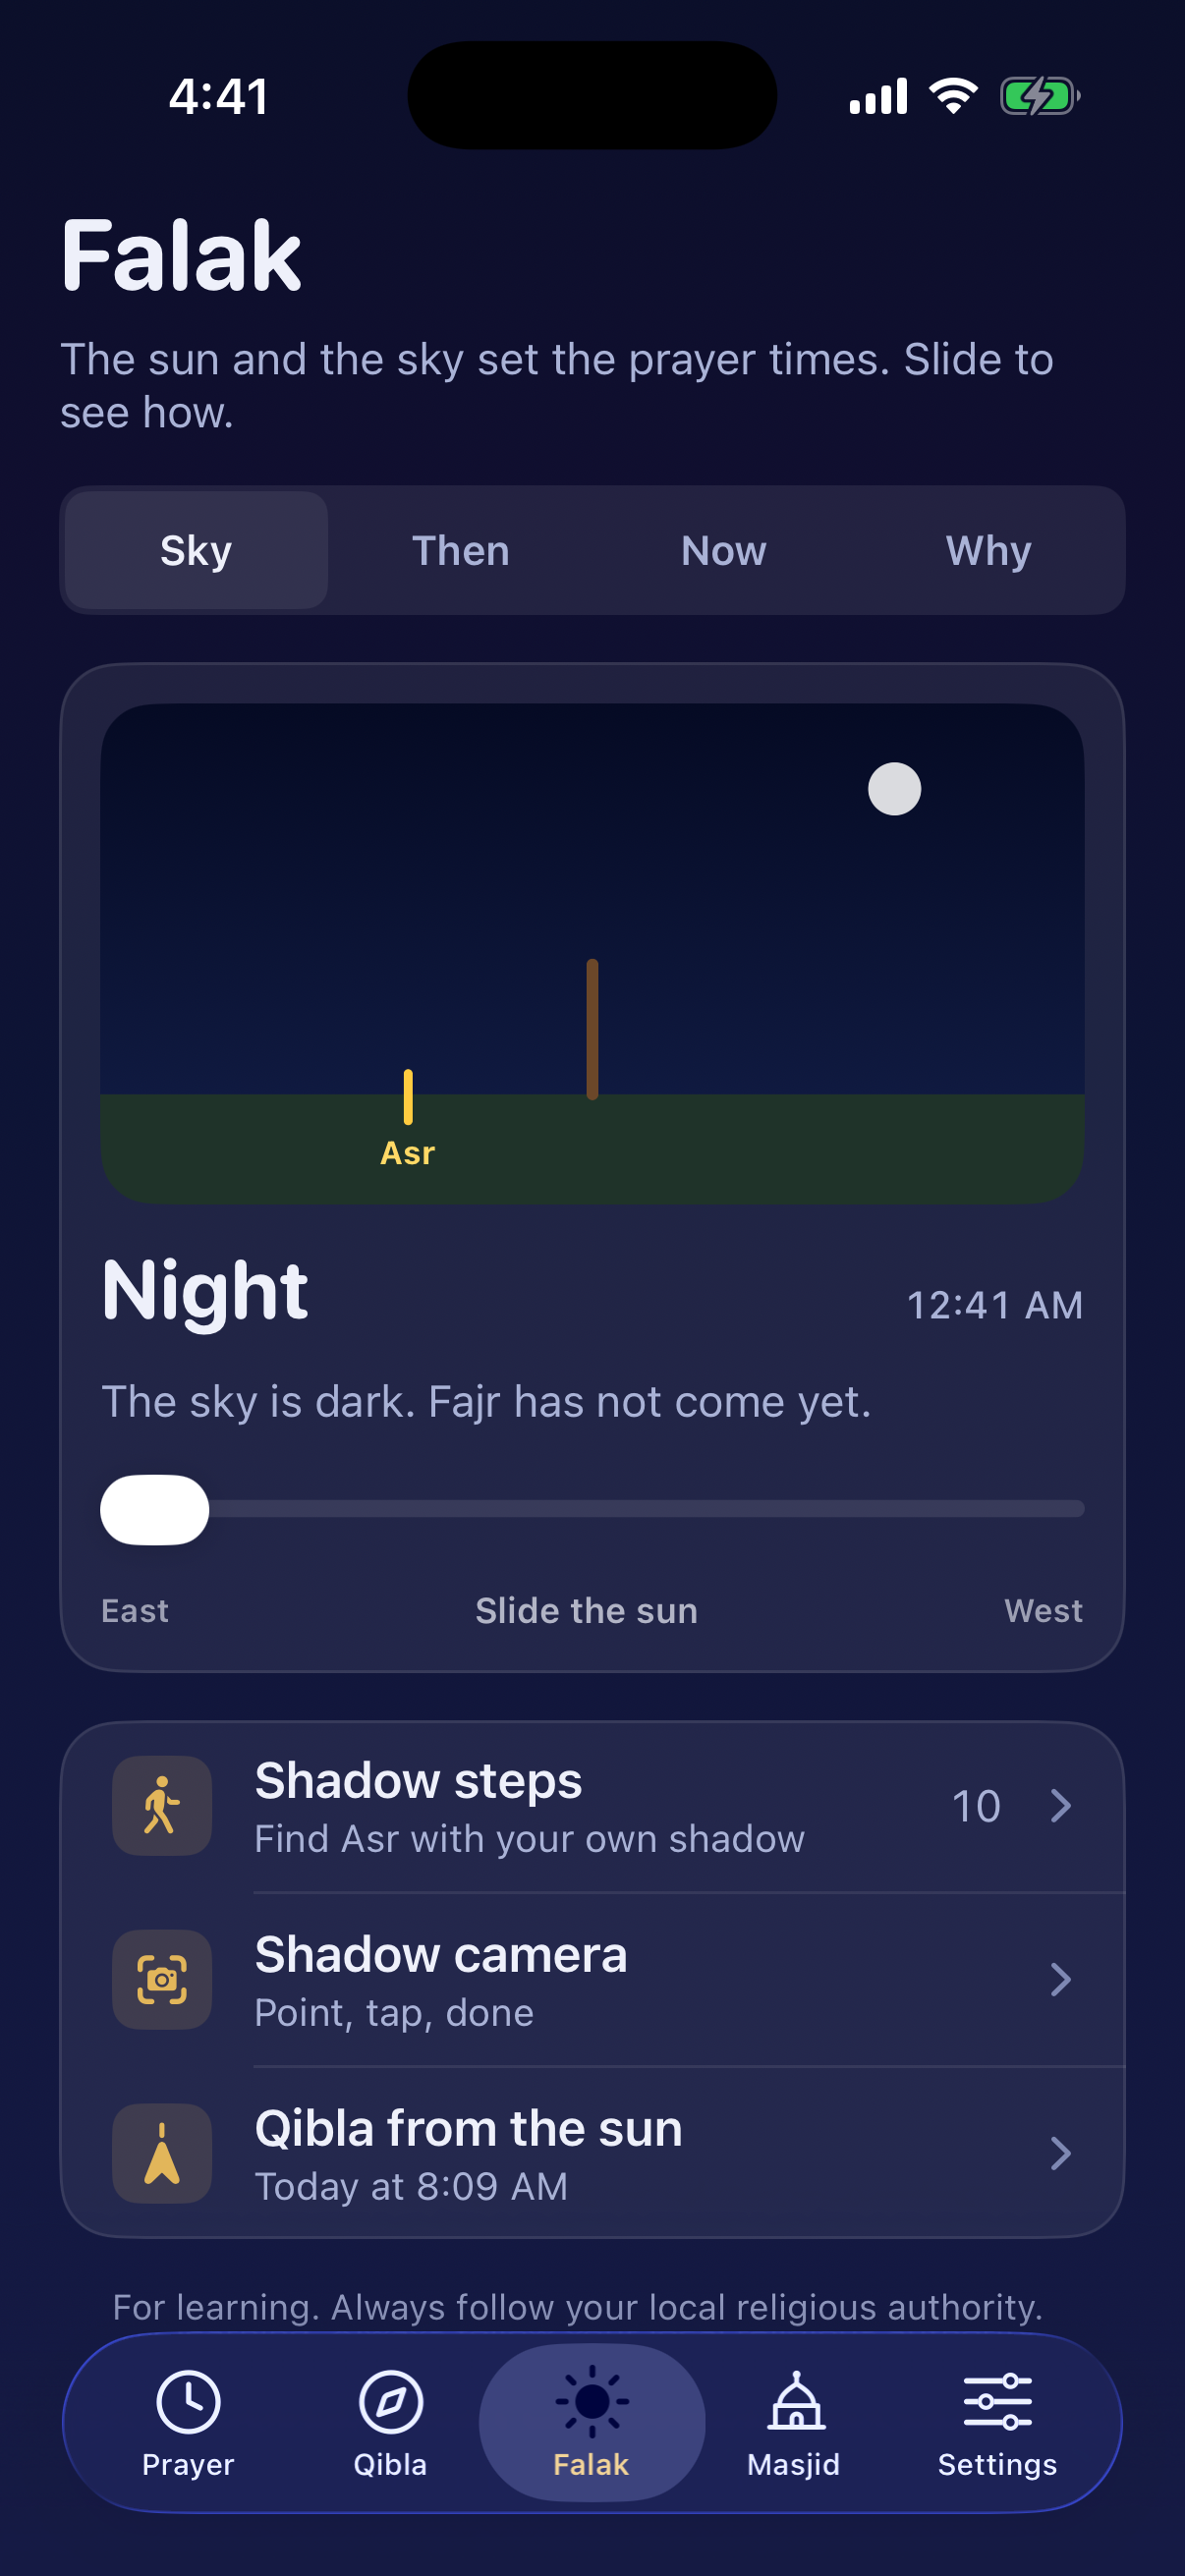 4:41
Falak
The sun and the sky set the prayer times. Slide to
see how.
Sky
Then
Now
Why
Asr
Night
12:41 AM
The sky is dark. Fajr has not come yet.
East
Slide the sun
West
Shadow steps
Find Asr with your own shadow
10
Shadow camera
Point, tap, done
Qibla from the sun
Today at 8:09 AM
For learning. Always follow your local religious authority.
Prayer
Qibla
Falak
Masjid
Settings